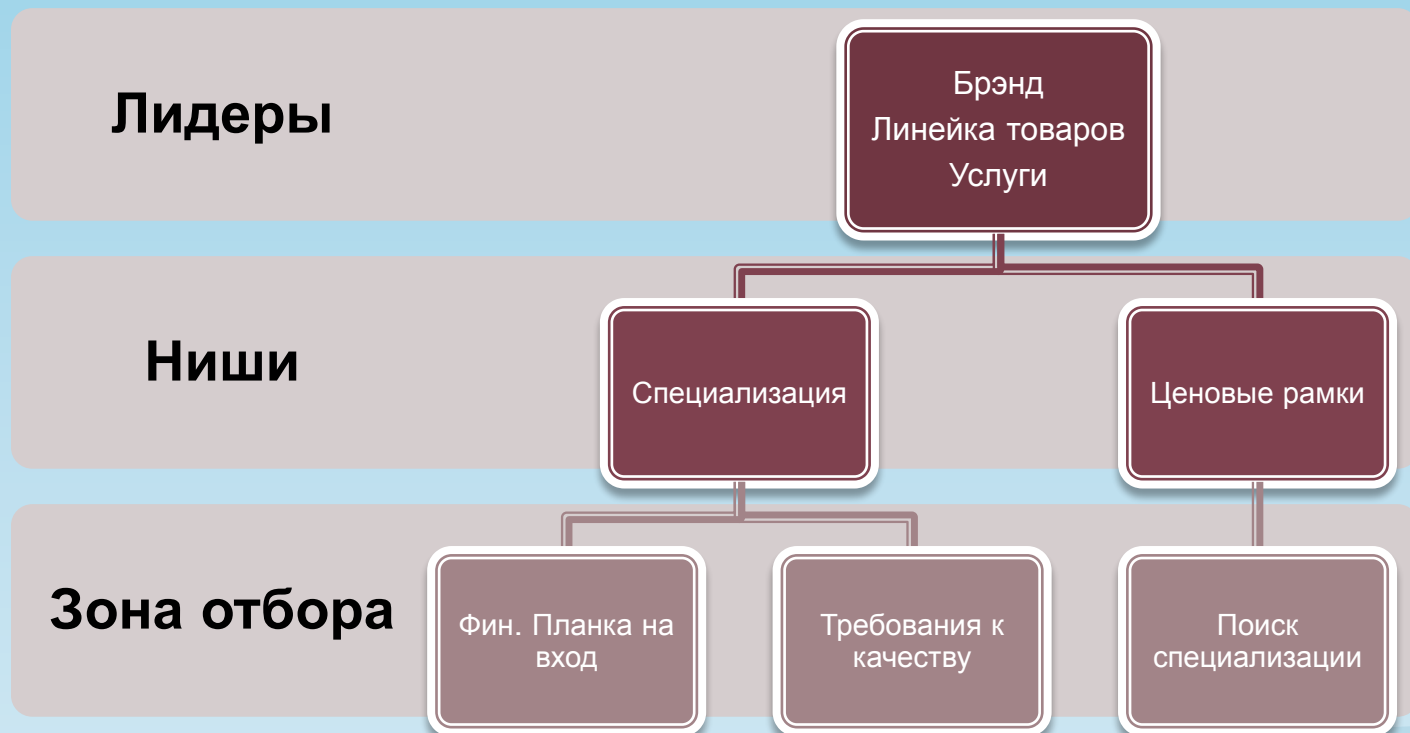 Лидеры
Брэнд
Линейка товаров
Услуги
Ниши
Специализация
Ценовые рамки
Зона отбора
Фин. Планка на
вход
Требования к
качеству
Поиск
специализации